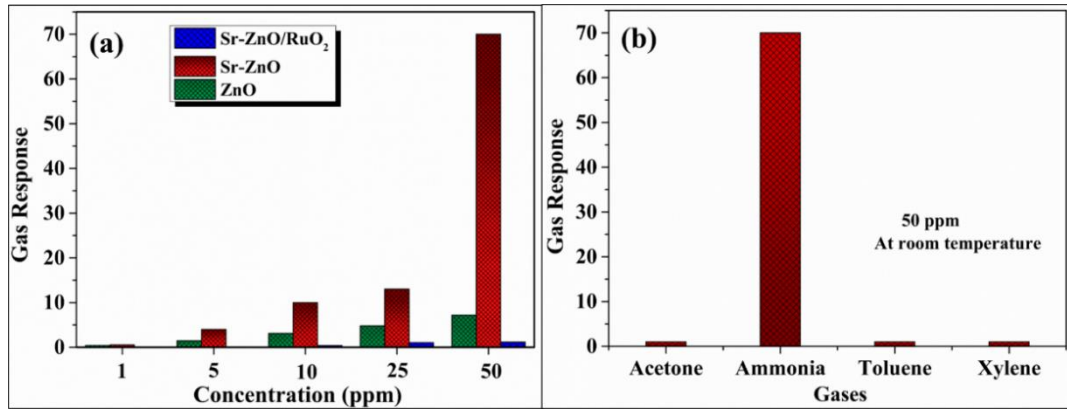 (a)
Sr-ZnO/RuO₂
Sr-ZnO
ZnO
Gas Response
70
60
50
40
30
20
10
0
1 5 10 25 50
Concentration (ppm)
(b)
Gas Response
70
60
50
40
30
20
10
0
50 ppm
At room temperature
Acetone Ammonia Toluene Xylene
Gases